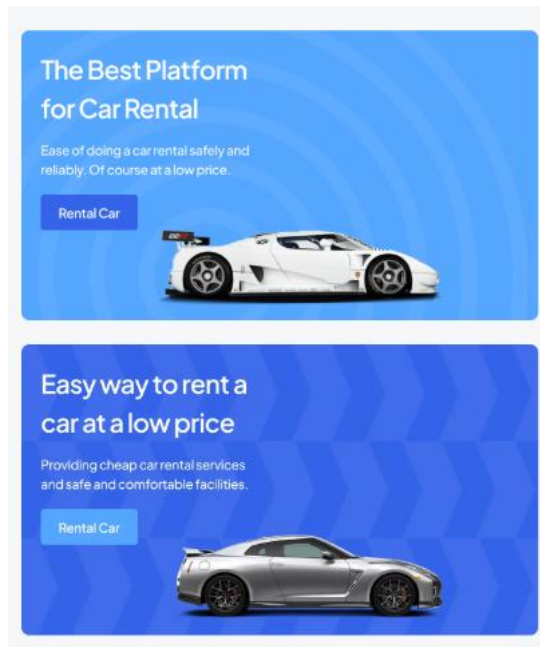 The Best Platform
for Car Rental
Ease of doing a car rental safely and
reliably. Of course at a low price.
Rental Car
Easy way to rent a
car at a low price
Providing cheap car rental services
and safe and comfortable facilities.
Rental Car